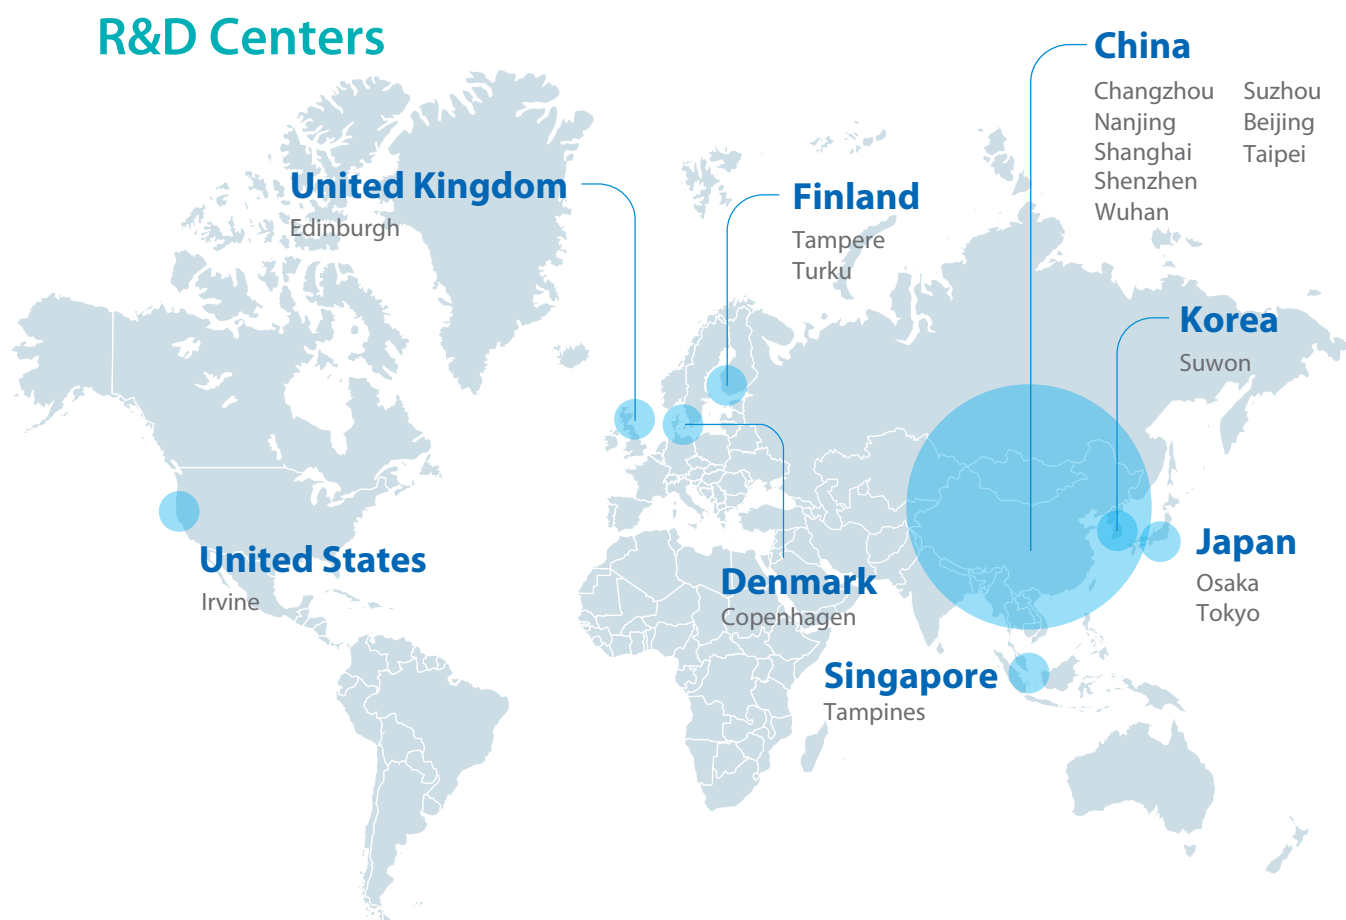 R&D Centers
China
Changzhou
Nanjing
Shanghai
Shenzhen
Wuhan
Suzhou
Beijing
Taipei
United Kingdom
Edinburgh
Finland
Tampere
Turku
Korea
Suwon
Japan
Osaka
Tokyo
United States
Irvine
Denmark
Copenhagen
Singapore
Tampines